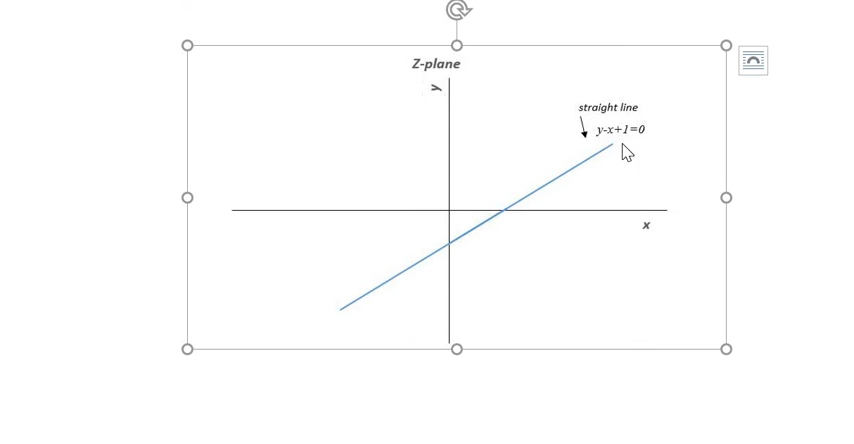 Z-plane
y
straight line
y-x+1=0
x